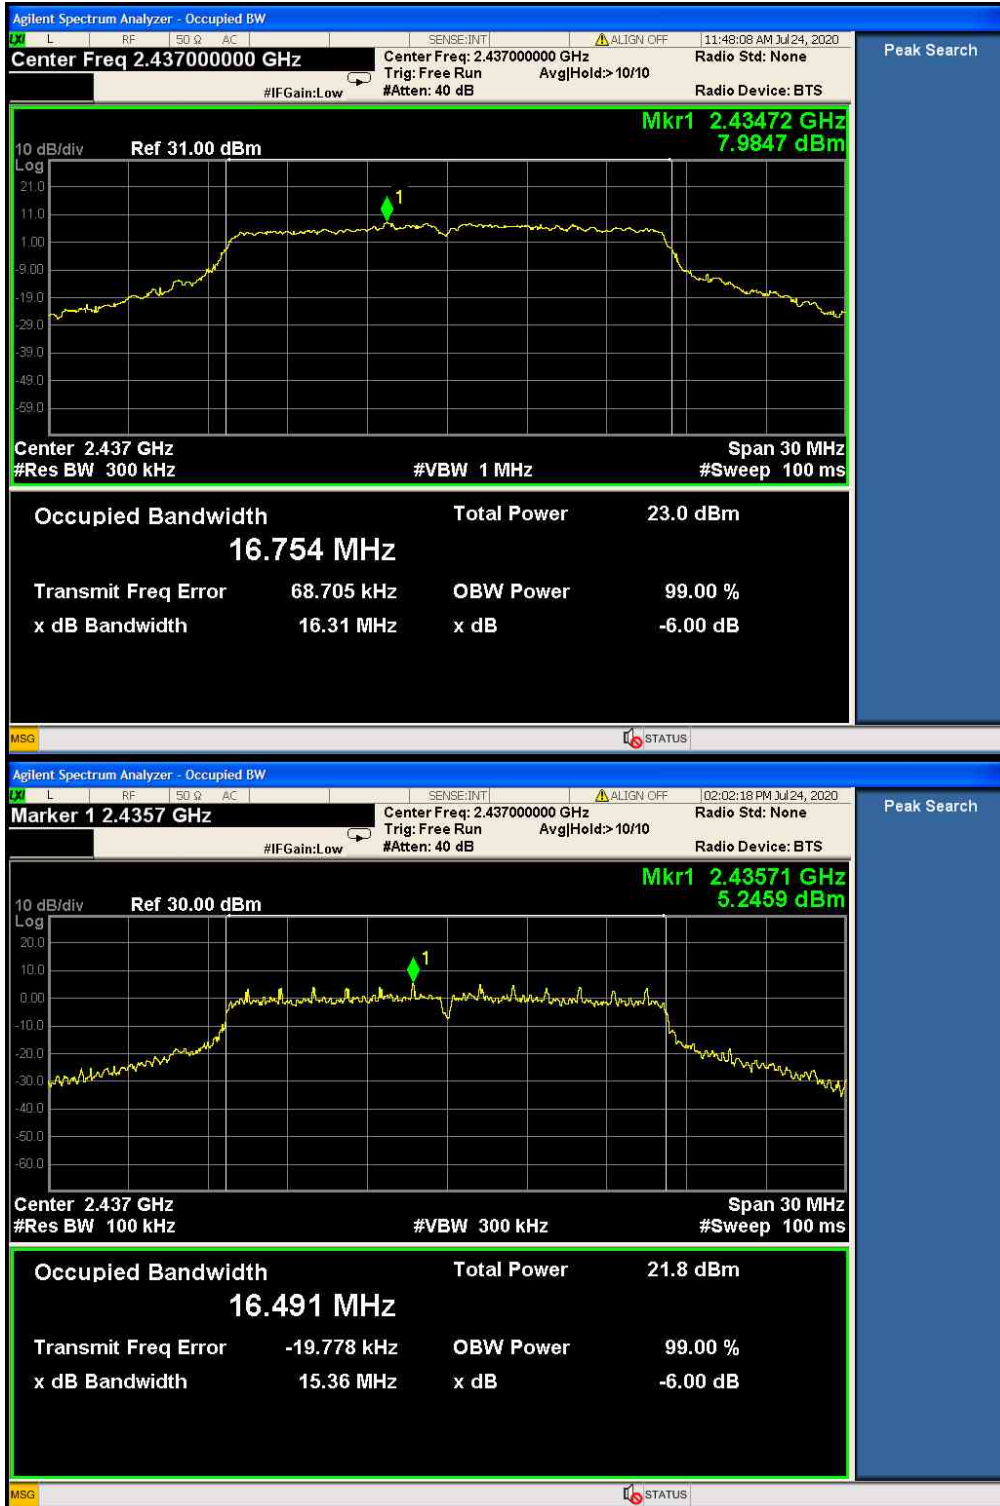 Agilent Spectrum Analyzer - Occupied BW
LXI L RF 50 Ω AC SENSE:INT ALIGN OFF 11:48:08 AM Jul 24, 2020
Center Freq 2.437000000 GHz Center Freq: 2.437000000 GHz Radio Std: None Peak Search
Trig: Free Run Avg|Hold:> 10/10
#IFGain:Low #Atten: 40 dB Radio Device: BTS
Mkr1 2.43472 GHz
10 dB/div Ref 31.00 dBm 7.9847 dBm
Log
21.0
1
11.0
1.00
-9.00
-19.0
-29.0
-39.0
-49.0
-59.0
Center 2.437 GHz Span 30 MHz
#Res BW 300 kHz #VBW 1 MHz #Sweep 100 ms
Occupied Bandwidth Total Power 23.0 dBm
16.754 MHz
Transmit Freq Error 68.705 kHz OBW Power 99.00 %
x dB Bandwidth 16.31 MHz x dB -6.00 dB
MSG STATUS
Agilent Spectrum Analyzer - Occupied BW
LXI L RF 50 Ω AC SENSE:INT ALIGN OFF 02:02:18 PM Jul 24, 2020
Marker 1 2.4357 GHz Center Freq: 2.437000000 GHz Radio Std: None Peak Search
Trig: Free Run Avg|Hold:> 10/10
#IFGain:Low #Atten: 40 dB Radio Device: BTS
Mkr1 2.43571 GHz
10 dB/div Ref 30.00 dBm 5.2459 dBm
Log
20.0
1
10.0
0.00
-10.0
-20.0
-30.0
-40.0
-50.0
-60.0
Center 2.437 GHz Span 30 MHz
#Res BW 100 kHz #VBW 300 kHz #Sweep 100 ms
Occupied Bandwidth Total Power 21.8 dBm
16.491 MHz
Transmit Freq Error -19.778 kHz OBW Power 99.00 %
x dB Bandwidth 15.36 MHz x dB -6.00 dB
MSG STATUS